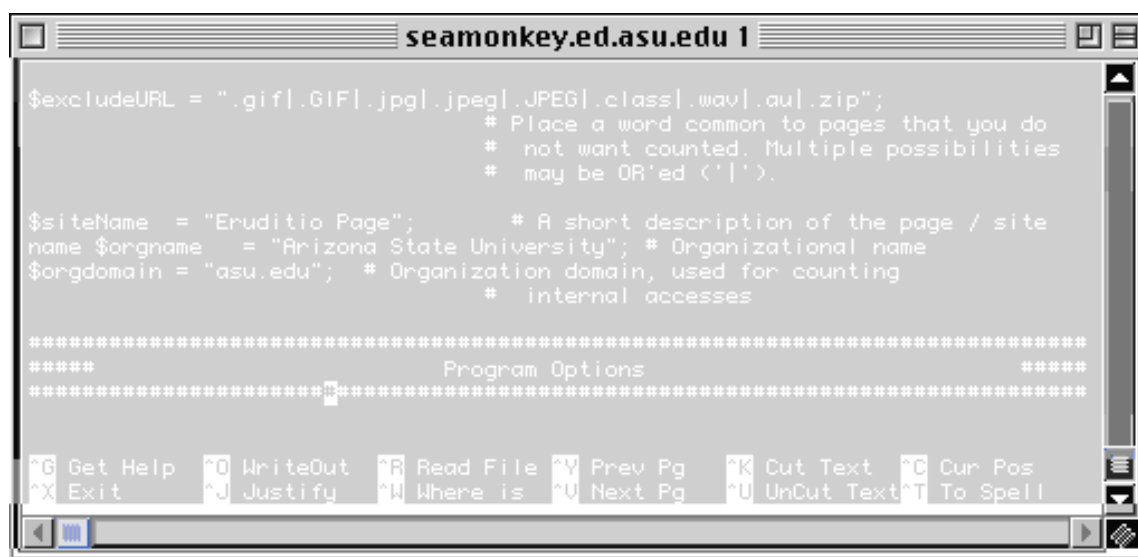 seamonkey.ed.asu.edu 1
$excludeURL = ".gif|.GIF|.jpg|.jpeg|.JPEG|.class|.wav|.au|.zip";
# Place a word common to pages that you do
#  not want counted. Multiple possibilities
#  may be OR'ed ('|').
$siteName  = "Eruditio Page";       # A short description of the page / site
name $orgname   = "Arizona State University"; # Organizational name
$orgdomain = "asu.edu";  # Organization domain, used for counting
#  internal accesses
###############################################################################
#####                          Program Options                            #####
###############################################################################
^G Get Help  ^O WriteOut  ^R Read File ^Y Prev Pg   ^K Cut Text  ^C Cur Pos
^X Exit      ^J Justify   ^W Where is  ^V Next Pg   ^U UnCut Text^T To Spell